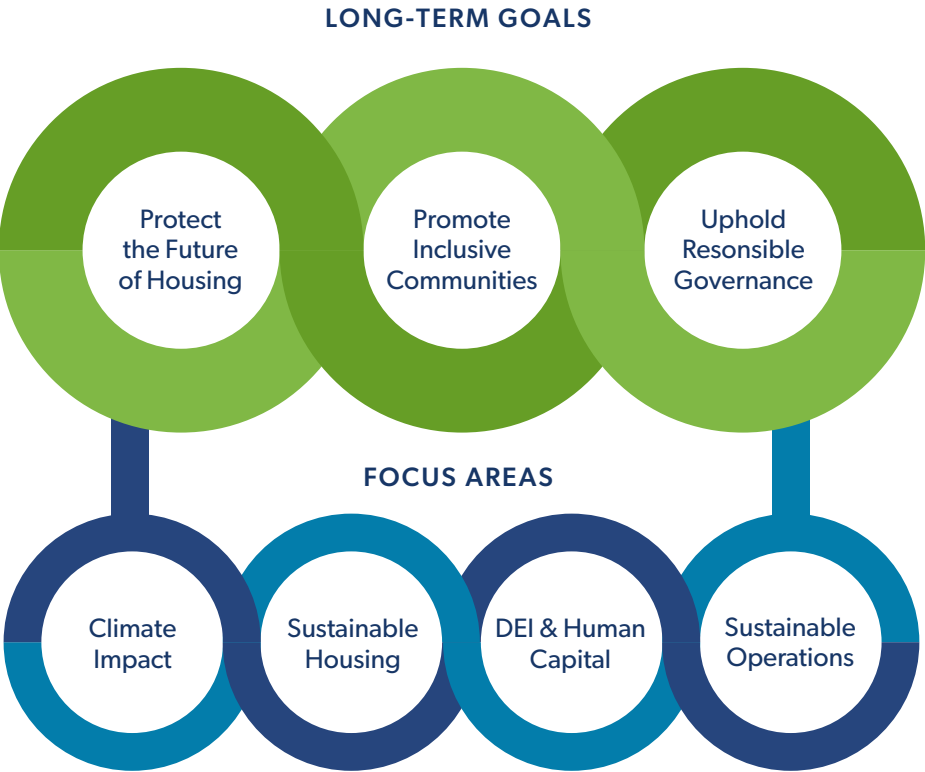 LONG-TERM GOALS
Protect
the Future
of Housing
Promote
Inclusive
Communities
Uphold
Resonsible
Governance
FOCUS AREAS
Climate
Impact
Sustainable
Housing
DEI & Human
Capital
Sustainable
Operations